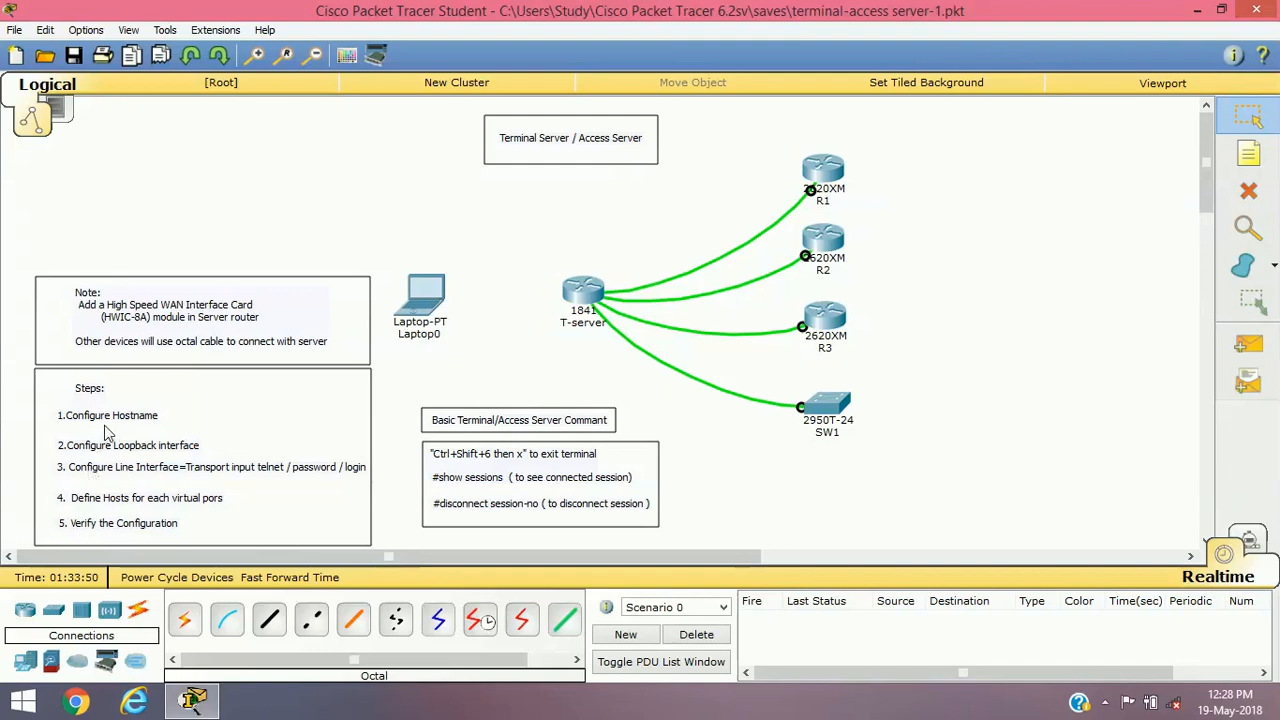 Cisco Packet Tracer Student - C:\Users\Study\Cisco Packet Tracer 6.2sv\saves\terminal-access server-1.pkt
File Edit Options View Tools Extensions Help
Logical [Root] New Cluster Move Object Set Tiled Background Viewport
Terminal Server / Access Server
2620XM
R1
2620XM
R2
2620XM
R3
2950T-24
SW1
1841
T-server
Laptop-PT
Laptop0
Note:
Add a High Speed WAN Interface Card
(HWIC-8A) module in Server router
Other devices will use octal cable to connect with server
Steps:
1.Configure Hostname
2.Configure Loopback interface
3. Configure Line Interface=Transport input telnet / password / login
4. Define Hosts for each virtual pors
5. Verify the Configuration
Basic Terminal/Access Server Commant
"Ctrl+Shift+6 then x" to exit terminal
#show sessions ( to see connected session)
#disconnect session-no ( to disconnect session )
Time: 01:33:50 Power Cycle Devices Fast Forward Time
Realtime
Connections
Octal
Scenario 0
New Delete
Toggle PDU List Window
Fire Last Status Source Destination Type Color Time(sec) Periodic Num
12:28 PM
19-May-2018